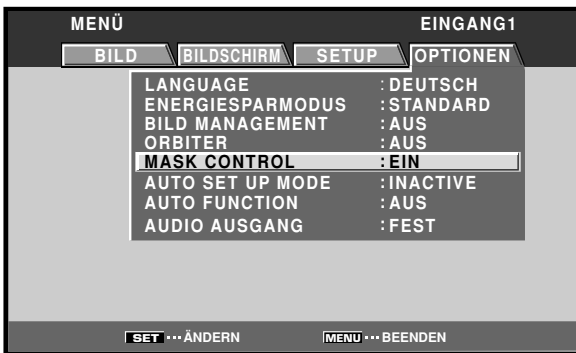 MENÜ EINGANG1
BILD BILDSCHIRM SETUP OPTIONEN
LANGUAGE :DEUTSCH
ENERGIESPARMODUS :STANDARD
BILD MANAGEMENT :AUS
ORBITER :AUS
MASK CONTROL :EIN
AUTO SET UP MODE :INACTIVE
AUTO FUNCTION :AUS
AUDIO AUSGANG :FEST
SET ··· ÄNDERN MENU ··· BEENDEN